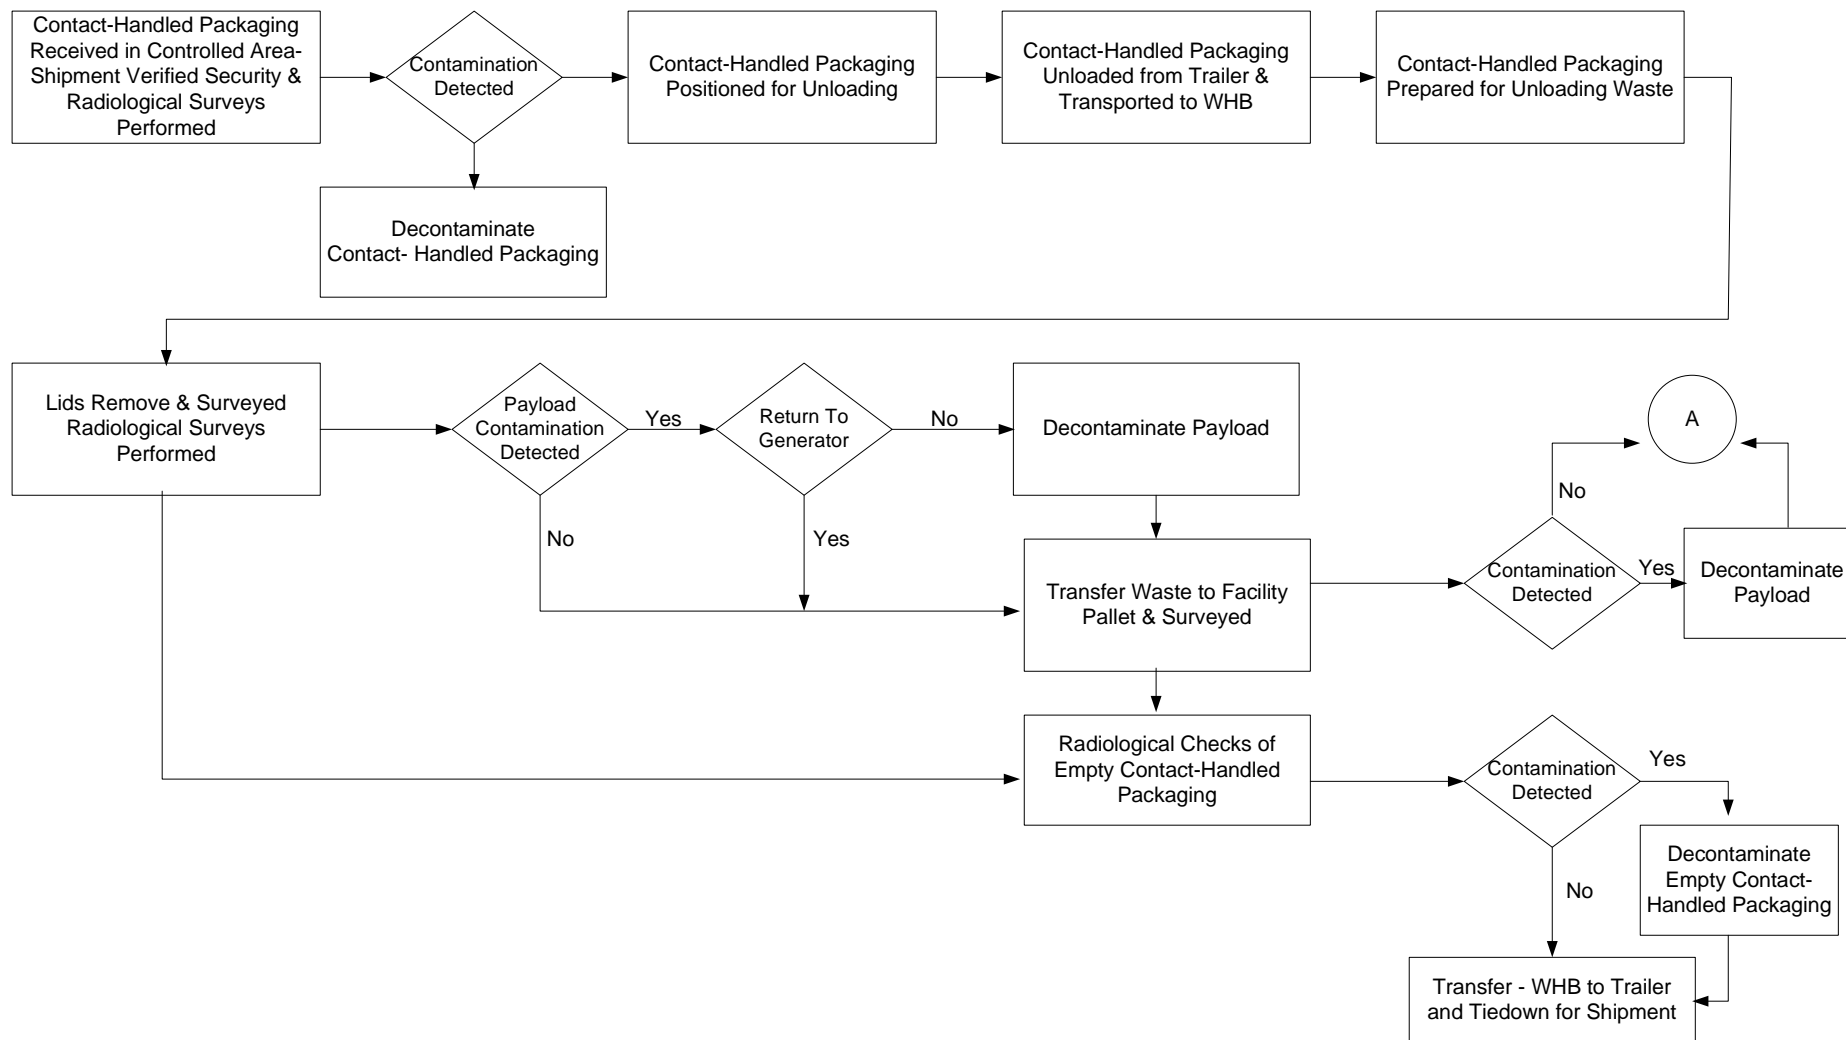 Contact-Handled Packaging
Received in Controlled Area-
Shipment Verified Security &
Radiological Surveys
Performed
Contamination
Detected
Contact-Handled Packaging
Positioned for Unloading
Contact-Handled Packaging
Unloaded from Trailer &
Transported to WHB
Contact-Handled Packaging
Prepared for Unloading Waste
Decontaminate
Contact- Handled Packaging
Lids Remove & Surveyed
Radiological Surveys
Performed
Payload
Contamination
Detected
Yes
No
Return To
Generator
No
Yes
Decontaminate Payload
A
Transfer Waste to Facility
Pallet & Surveyed
No
Contamination
Detected
Yes
Decontaminate
Payload
Radiological Checks of
Empty Contact-Handled
Packaging
Contamination
Detected
Yes
No
Decontaminate
Empty Contact-
Handled Packaging
Transfer - WHB to Trailer
and Tiedown for Shipment